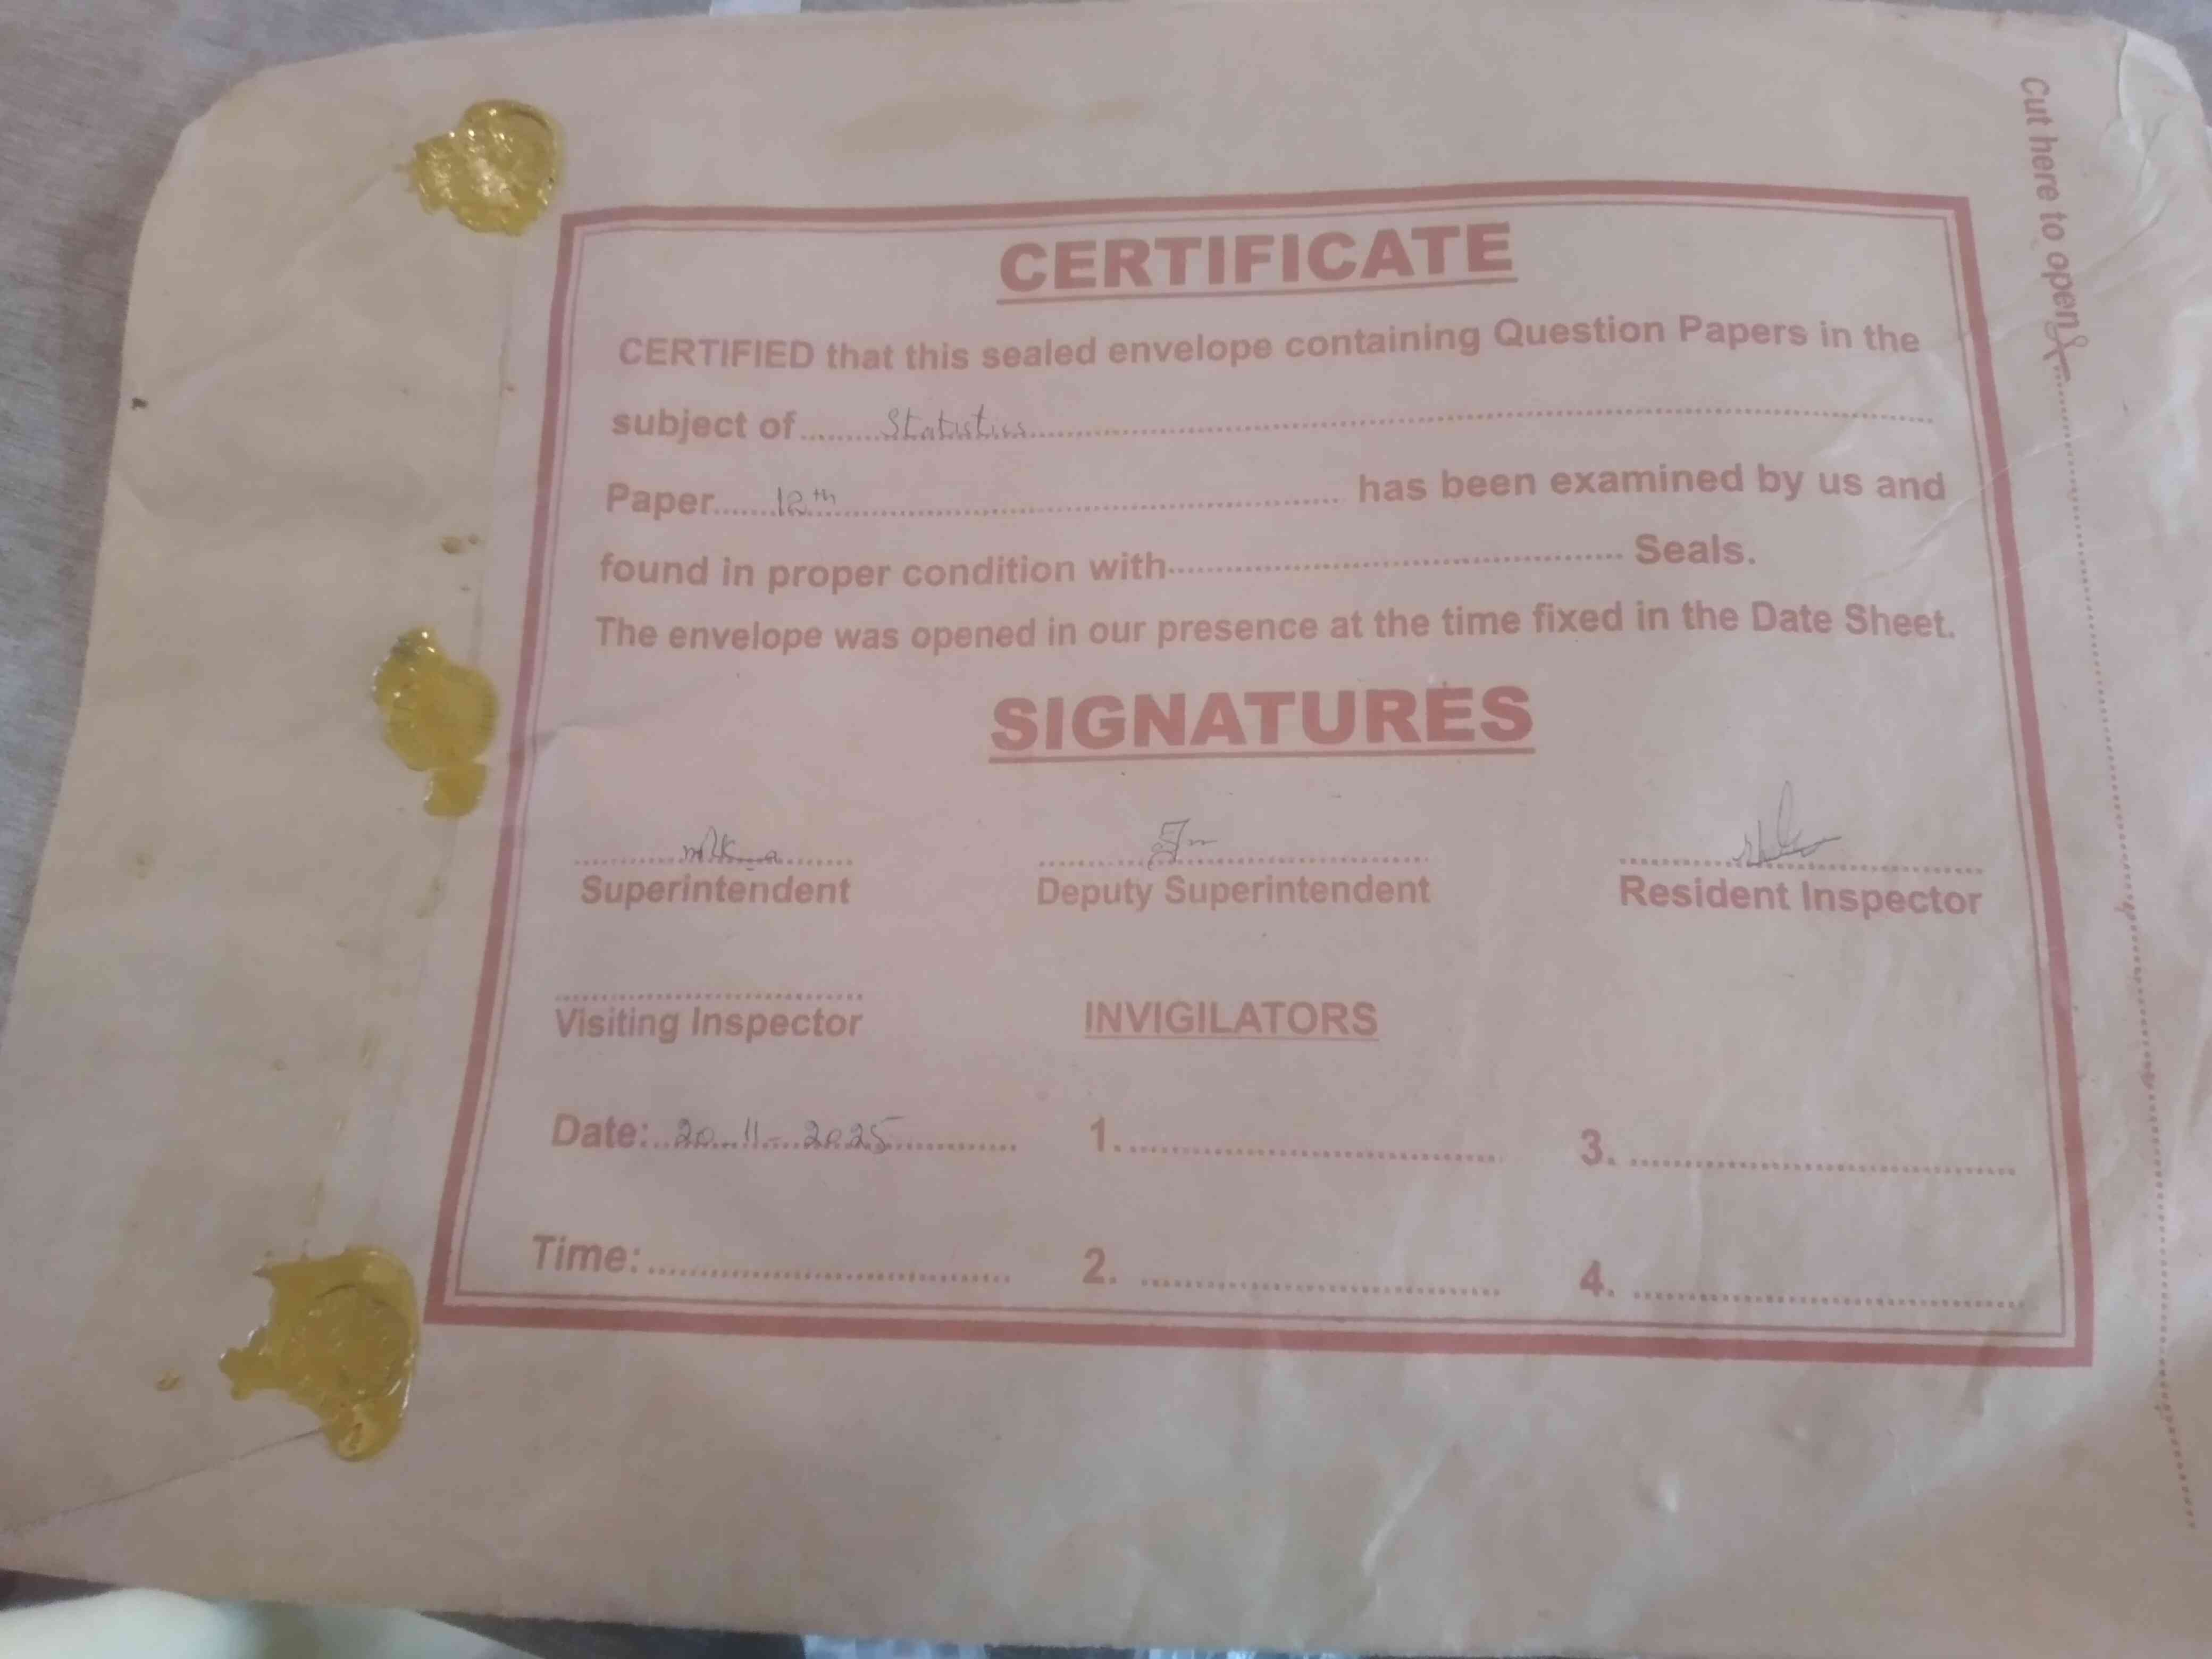 Cut here to open
CERTIFICATE
CERTIFIED that this sealed envelope containing Question Papers in the
subject of Statistics
Paper 12th has been examined by us and
found in proper condition with Seals.
The envelope was opened in our presence at the time fixed in the Date Sheet.
SIGNATURES
Superintendent Deputy Superintendent Resident Inspector
Visiting Inspector INVIGILATORS
Date: 20-11-2025 1. 3.
Time: 2. 4.